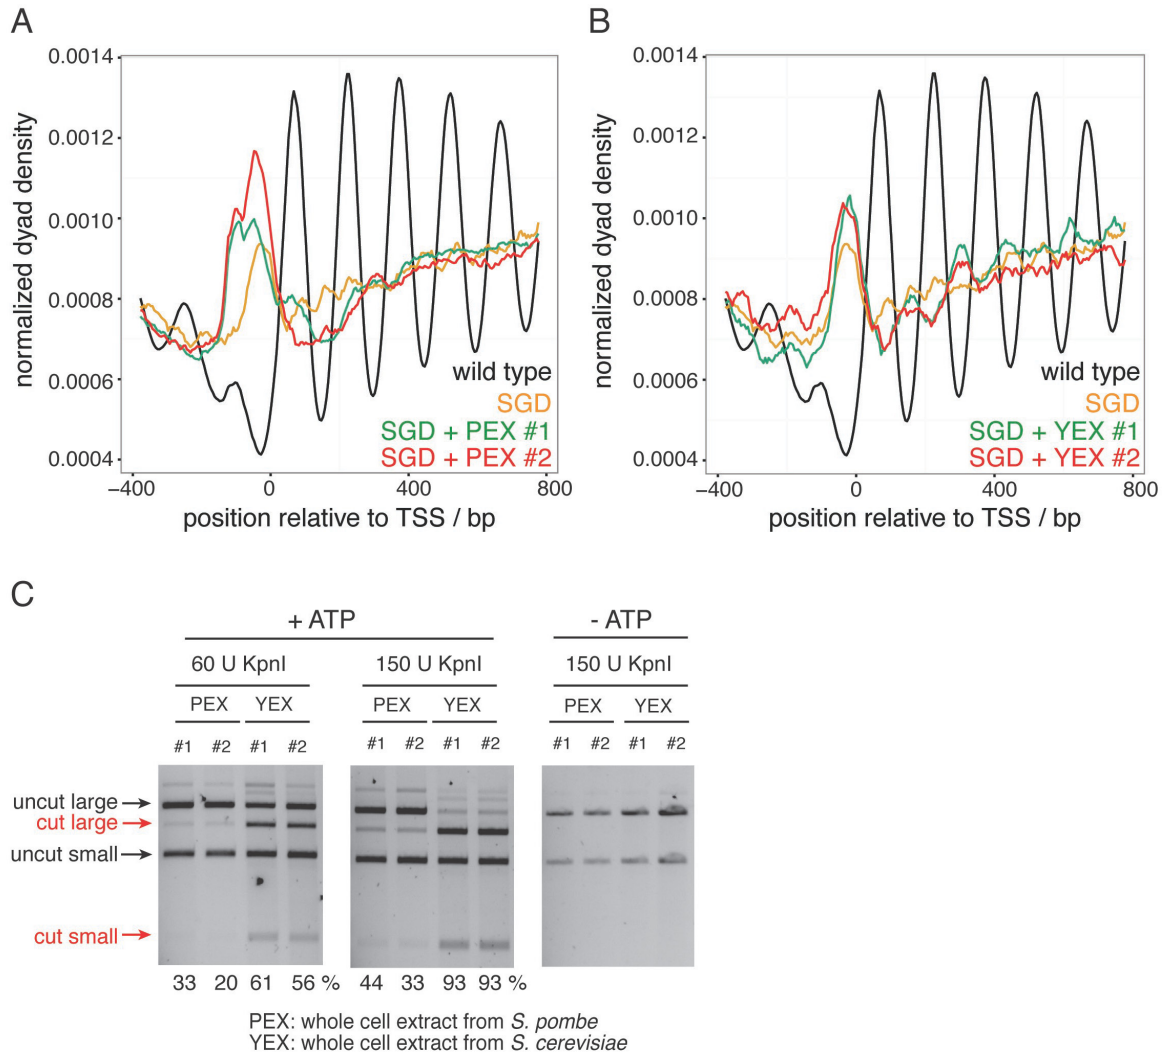 A
B
normalized dyad density
0.0014
0.0012
0.0010
0.0008
0.0006
0.0004
wild type
SGD
SGD + PEX #1
SGD + PEX #2
−400 0 400 800
position relative to TSS / bp
normalized dyad density
0.0014
0.0012
0.0010
0.0008
0.0006
0.0004
wild type
SGD
SGD + YEX #1
SGD + YEX #2
−400 0 400 800
position relative to TSS / bp
C
+ ATP - ATP
60 U KpnI 150 U KpnI 150 U KpnI
PEX YEX PEX YEX PEX YEX
#1 #2 #1 #2 #1 #2 #1 #2 #1 #2 #1 #2
uncut large
cut large
uncut small
cut small
33 20 61 56 % 44 33 93 93 %
PEX: whole cell extract from S. pombe
YEX: whole cell extract from S. cerevisiae